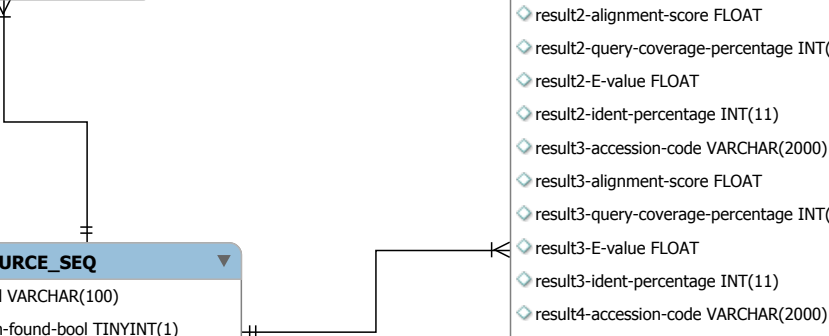 result2-alignment-score FLOAT
result2-query-coverage-percentage INT(
result2-E-value FLOAT
result2-ident-percentage INT(11)
result3-accession-code VARCHAR(2000)
result3-alignment-score FLOAT
result3-query-coverage-percentage INT(
result3-E-value FLOAT
result3-ident-percentage INT(11)
result4-accession-code VARCHAR(2000)
URCE_SEQ
VARCHAR(100)
-found-bool TINYINT(1)